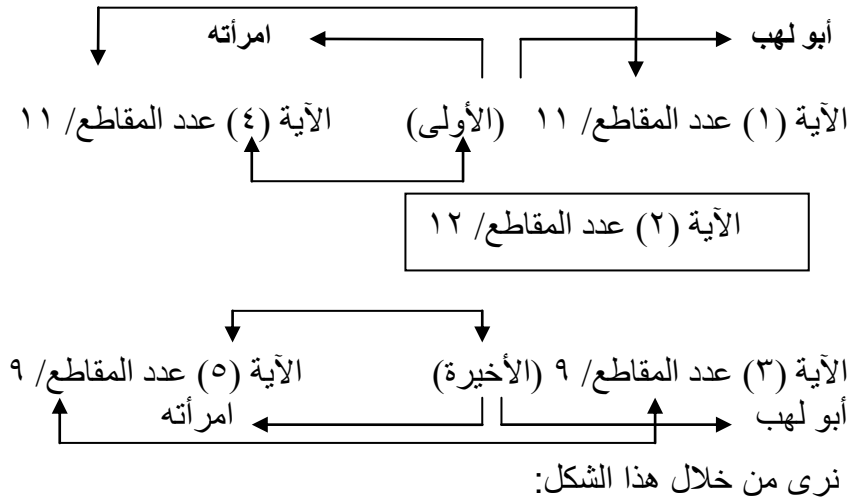 أبو لهب امرأته
الآية (١) عدد المقاطع/ ١١ (الأولى) الآية (٤) عدد المقاطع/ ١١
الآية (٢) عدد المقاطع/ ١٢
الآية (٣) عدد المقاطع/ ٩ (الأخيرة) الآية (٥) عدد المقاطع/ ٩
أبو لهب امرأته
نرى من خلال هذا الشكل: